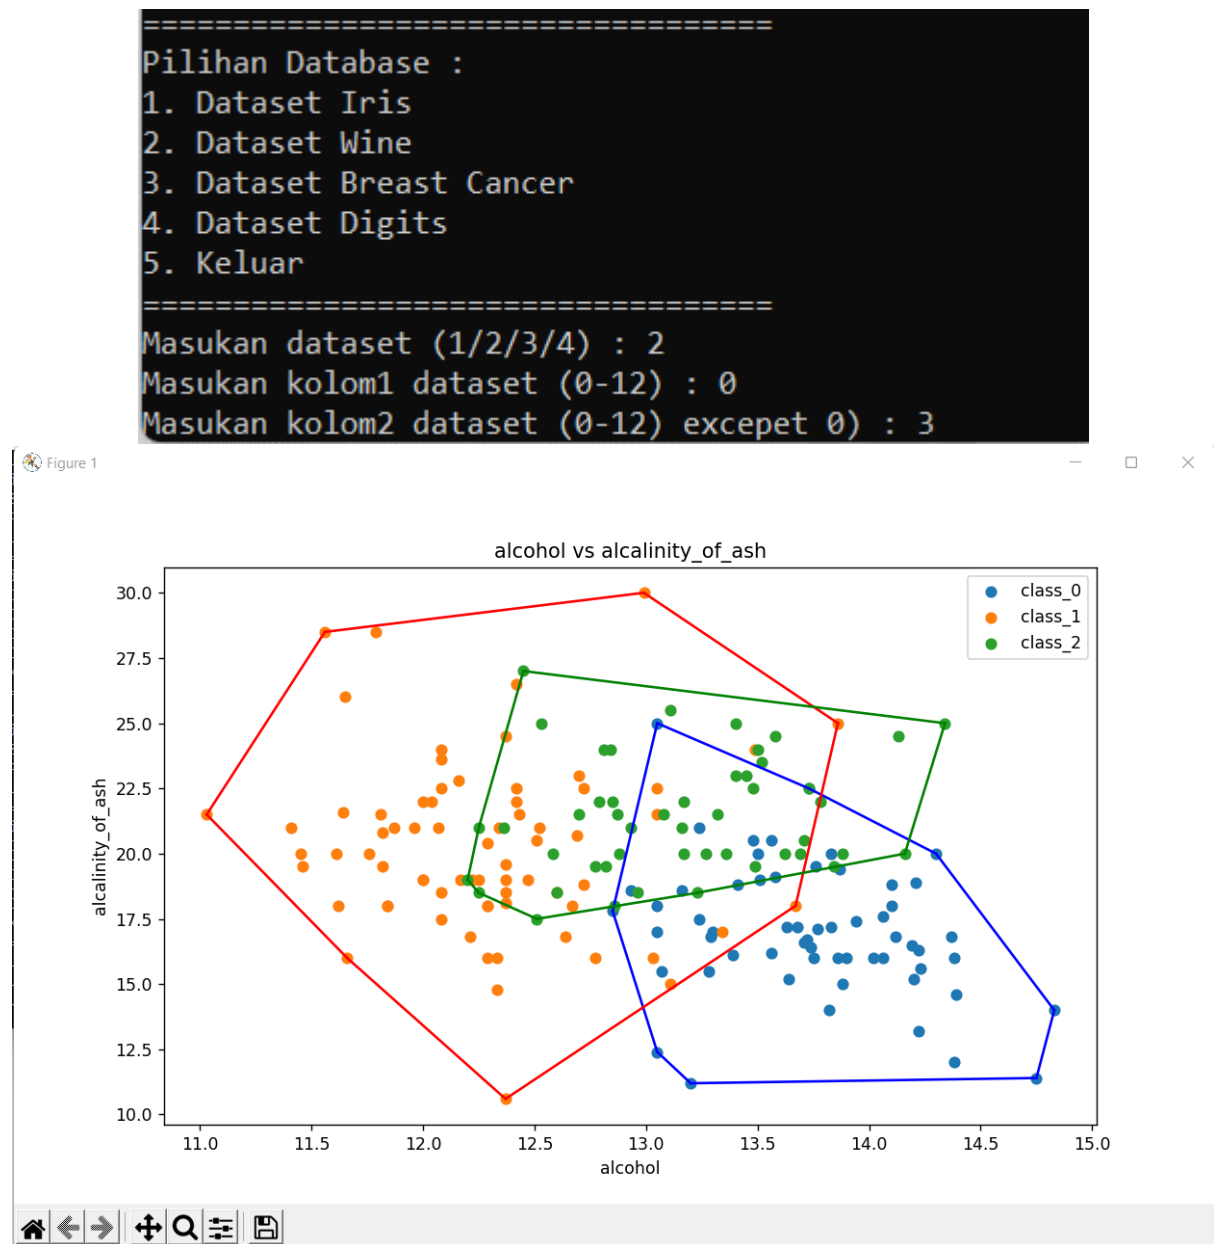 ===================================
Pilihan Database :
1. Dataset Iris
2. Dataset Wine
3. Dataset Breast Cancer
4. Dataset Digits
5. Keluar
===================================
Masukan dataset (1/2/3/4) : 2
Masukan kolom1 dataset (0-12) : 0
Masukan kolom2 dataset (0-12) excepet 0) : 3
Figure 1
alcohol vs alcalinity_of_ash
class_0
class_1
class_2
30.0
27.5
25.0
22.5
20.0
17.5
15.0
12.5
10.0
alcalinity_of_ash
11.0 11.5 12.0 12.5 13.0 13.5 14.0 14.5 15.0
alcohol